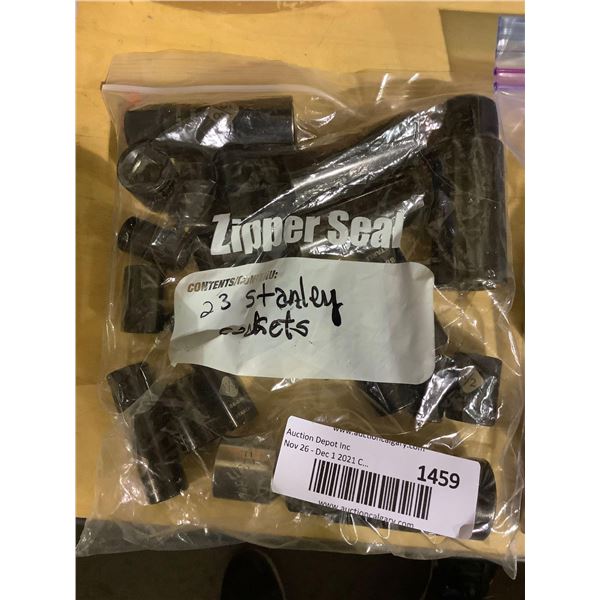 Zipper Seal
CONTENTS/CONTENU:
23 Stanley
sockets
www.auctioncalgary.com
Auction Depot Inc
Nov 26 - Dec 1 2021 C...
1459
www.auctioncalgary.com